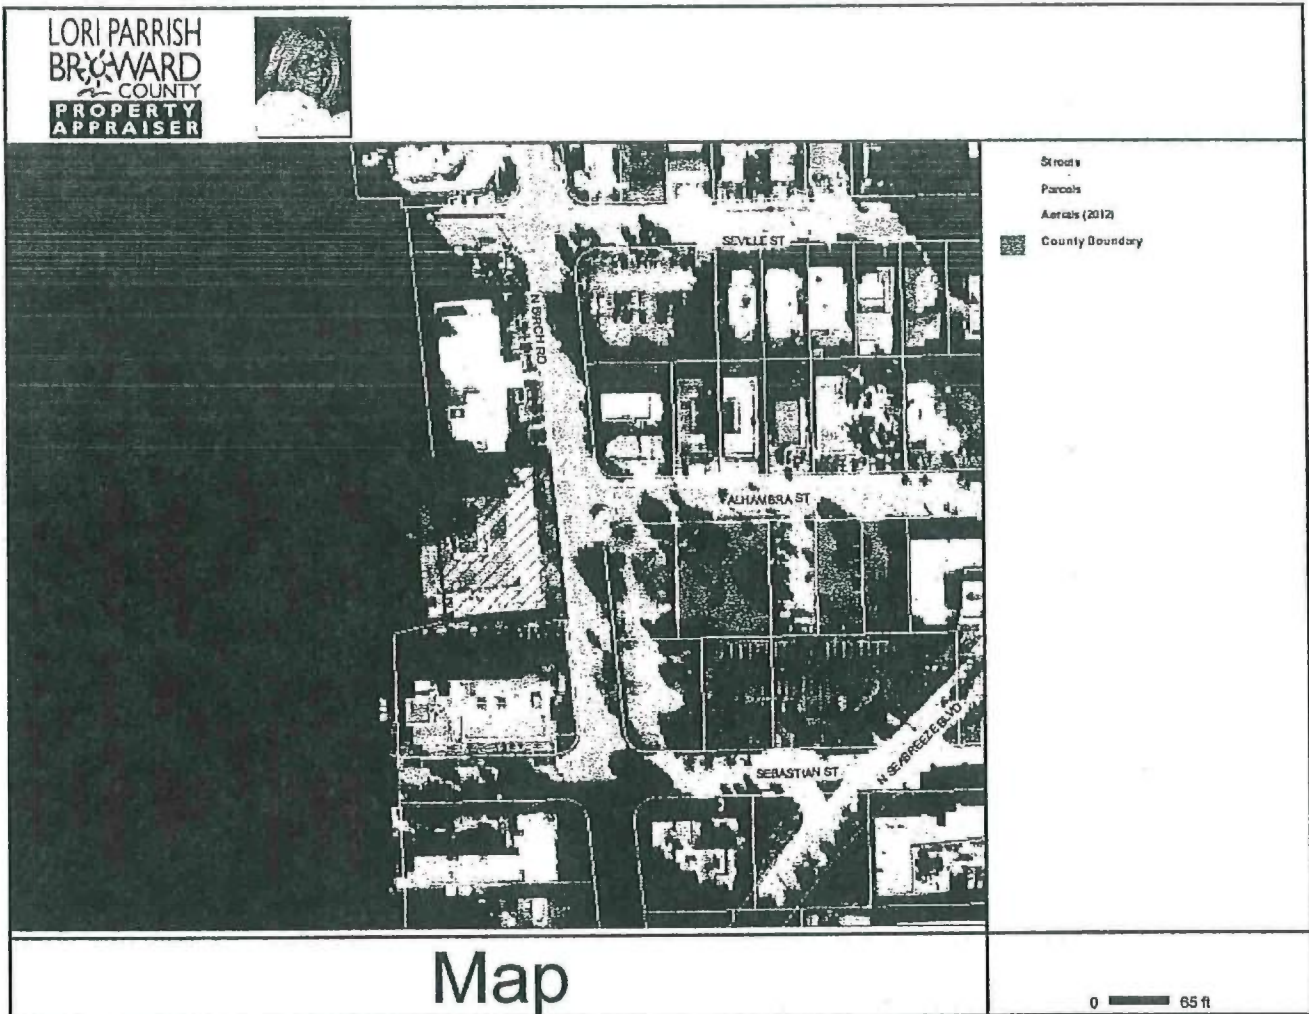 LORI PARRISH
BROWARD
COUNTY
PROPERTY
APPRAISER
Streets
Parcels
Aerials (2012)
County Boundary
SEVILLE ST
N BIRCH RD
ALHAMBRA ST
N SEABREEZE BLVD
SEBASTIAN ST
Map
0 65 ft